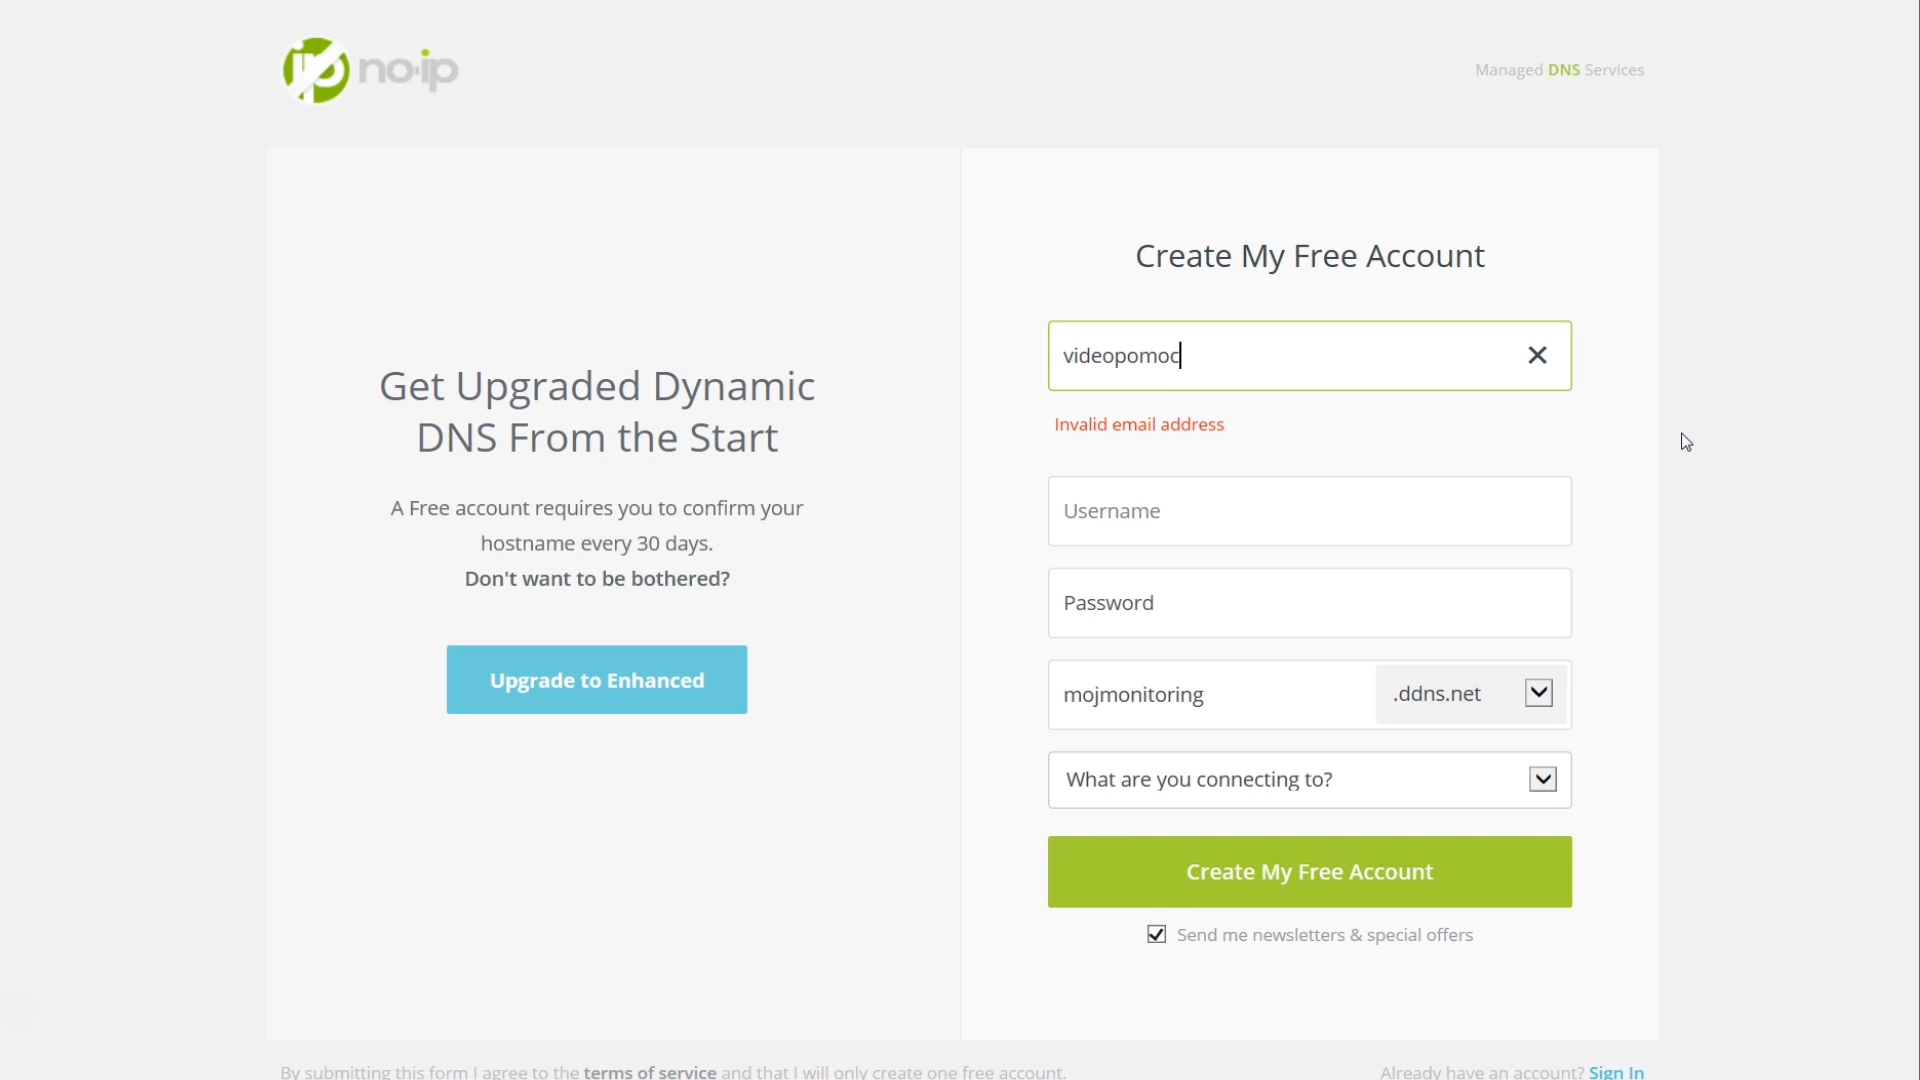 no-ip
Managed DNS Services
Get Upgraded Dynamic
DNS From the Start
A Free account requires you to confirm your
hostname every 30 days.
Don't want to be bothered?
Upgrade to Enhanced
Create My Free Account
videopomoc
Invalid email address
Username
Password
mojmonitoring
.ddns.net
What are you connecting to?
Create My Free Account
Send me newsletters & special offers
By submitting this form I agree to the terms of service and that I will only create one free account.
Already have an account? Sign In